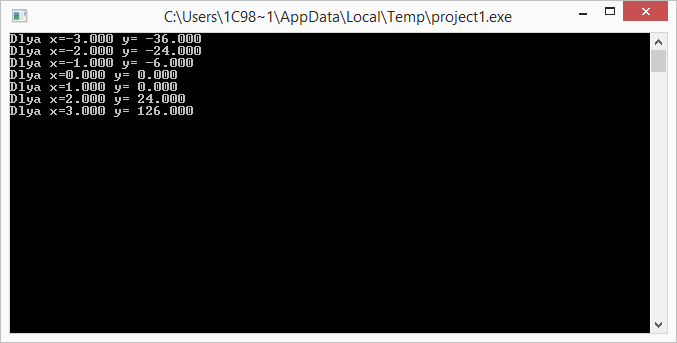 C:\Users\1C98~1\AppData\Local\Temp\project1.exe
Dlya x=-3.000 y= -36.000
Dlya x=-2.000 y= -24.000
Dlya x=-1.000 y= -6.000
Dlya x=0.000 y= 0.000
Dlya x=1.000 y= 0.000
Dlya x=2.000 y= 24.000
Dlya x=3.000 y= 126.000